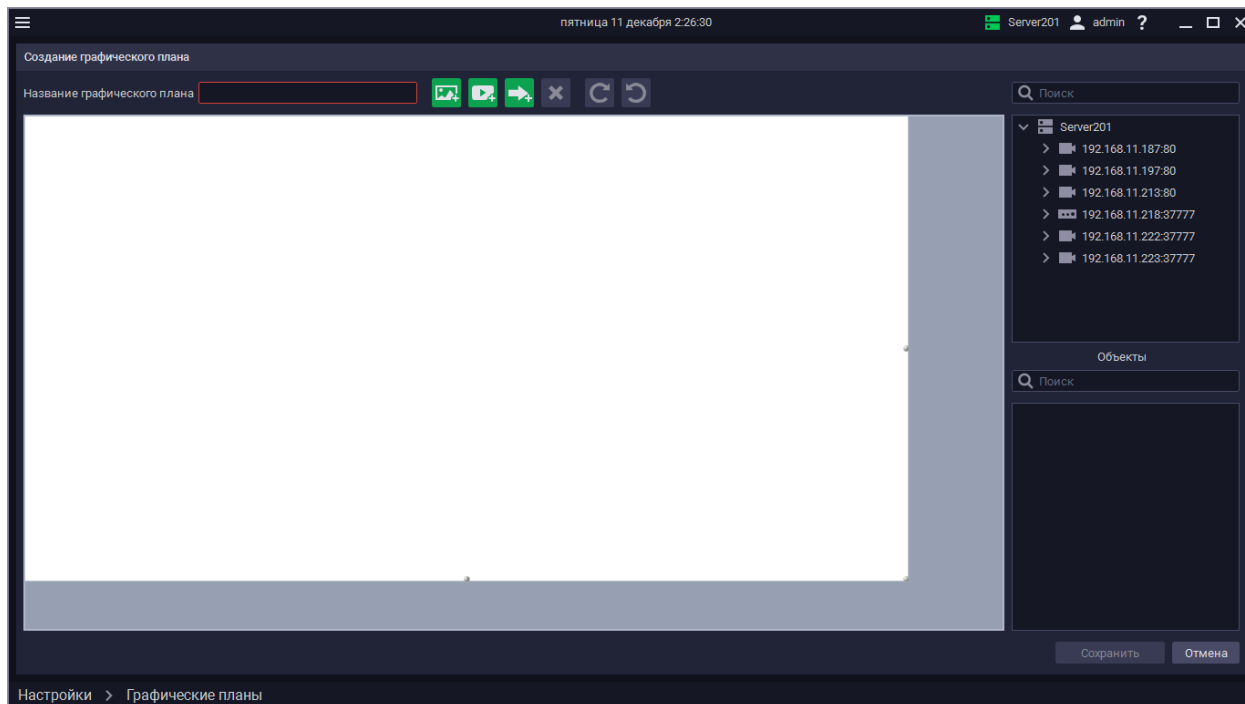 пятница 11 декабря 2:26:30
Server201 admin ?
Создание графического плана
Название графического плана
Поиск
Server201
192.168.11.187:80
192.168.11.197:80
192.168.11.213:80
192.168.11.218:37777
192.168.11.222:37777
192.168.11.223:37777
Объекты
Поиск
Сохранить Отмена
Настройки > Графические планы